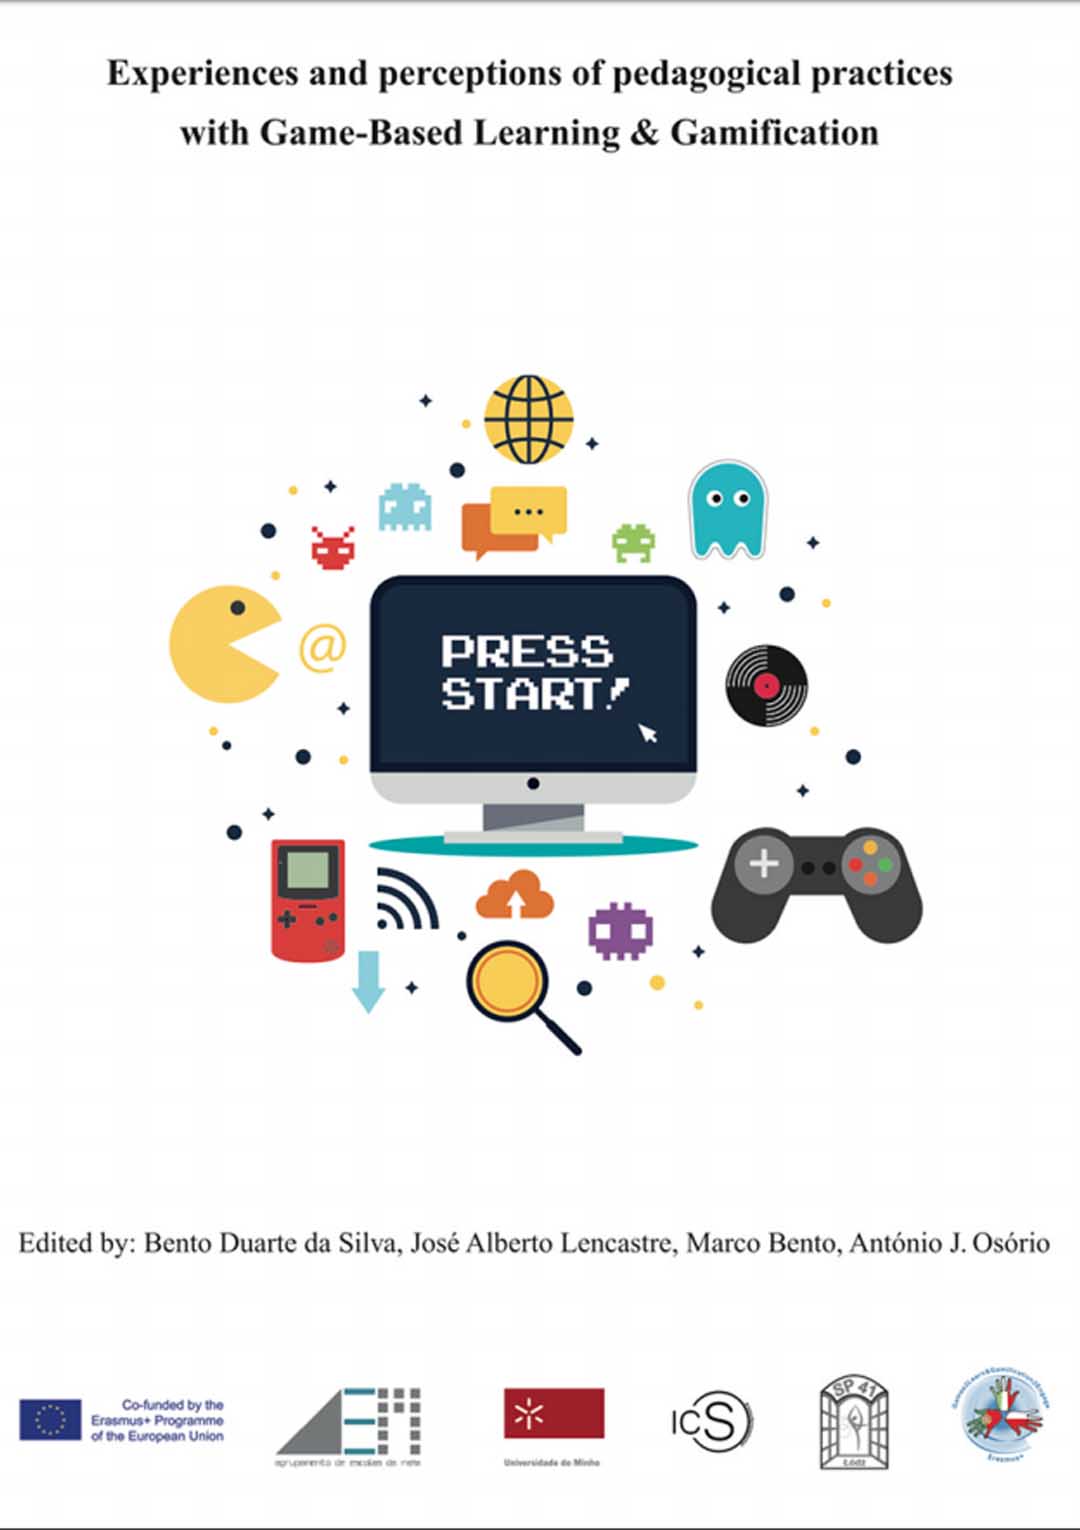 Experiences and perceptions of pedagogical practices
with Game-Based Learning & Gamification
@
PRESS
START!
Edited by: Bento Duarte da Silva, José Alberto Lencastre, Marco Bento, António J. Osório
Co-funded by the
Erasmus+ Programme
of the European Union
agrupamento de escolas da maia
Universidade do Minho
ICS
SP 41
Łódź
Erasmus+